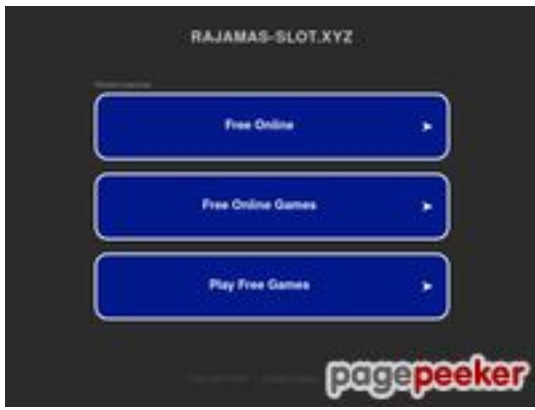 RAJAMAS-SLOT.XYZ
Free Online
Free Online Games
Play Free Games
pagepeeker